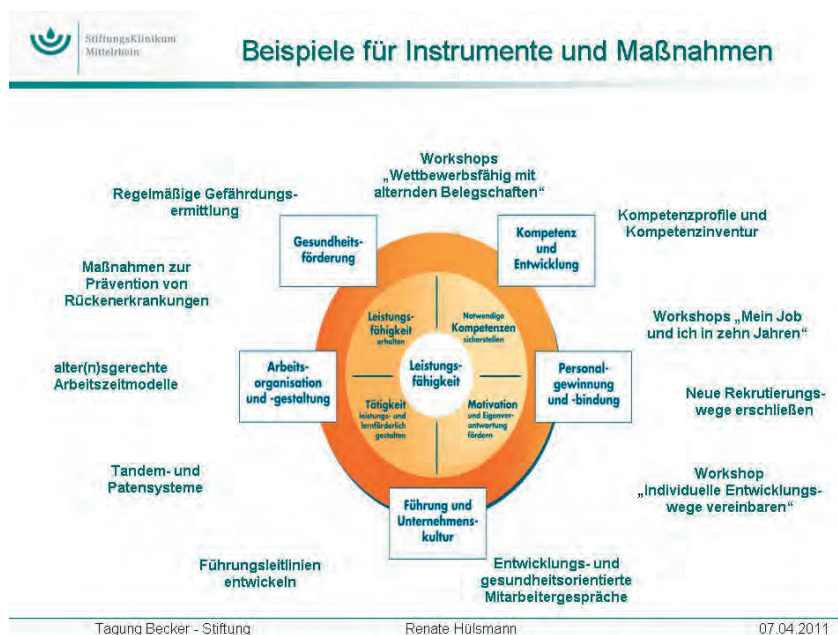 StiftungsKlinikum
Mittelrhein
Beispiele für Instrumente und Maßnahmen
Workshops
„Wettbewerbsfähig mit
alternden Belegschaften“
Regelmäßige Gefährdungs-
ermittlung
Gesundheits-
förderung
Kompetenz
und
Entwicklung
Kompetenzprofile und
Kompetenzinventur
Maßnahmen zur
Prävention von
Rückenerkrankungen
Leistungs-
fähigkeit
erhalten
Notwendige
Kompetenzen
sicherstellen
Workshops „Mein Job
und ich in zehn Jahren“
alter(n)sgerechte
Arbeitszeitmodelle
Arbeits-
organisation
und -gestaltung
Leistungs-
fähigkeit
Personal-
gewinnung
und -bindung
Neue Rekrutierungs-
wege erschließen
Tätigkeit
leistungs- und
lernförderlich
gestalten
Motivation
und Eigenver-
antwortung
fördern
Tandem- und
Patensysteme
Workshop
„Individuelle Entwicklungs-
wege vereinbaren“
Führung und
Unternehmens-
kultur
Führungsleitlinien
entwickeln
Entwicklungs- und
gesundheitsorientierte
Mitarbeitergespräche
Tagung Becker - Stiftung
Renate Hülsmann
07.04.2011